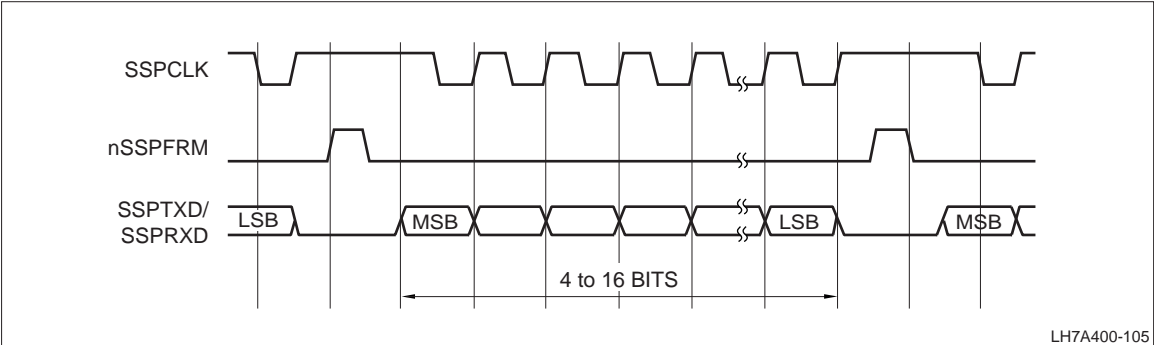 SSPCLK
nSSPFRM
SSPTXD/
SSPRXD
LSB
MSB
LSB
MSB
4 to 16 BITS
LH7A400-105